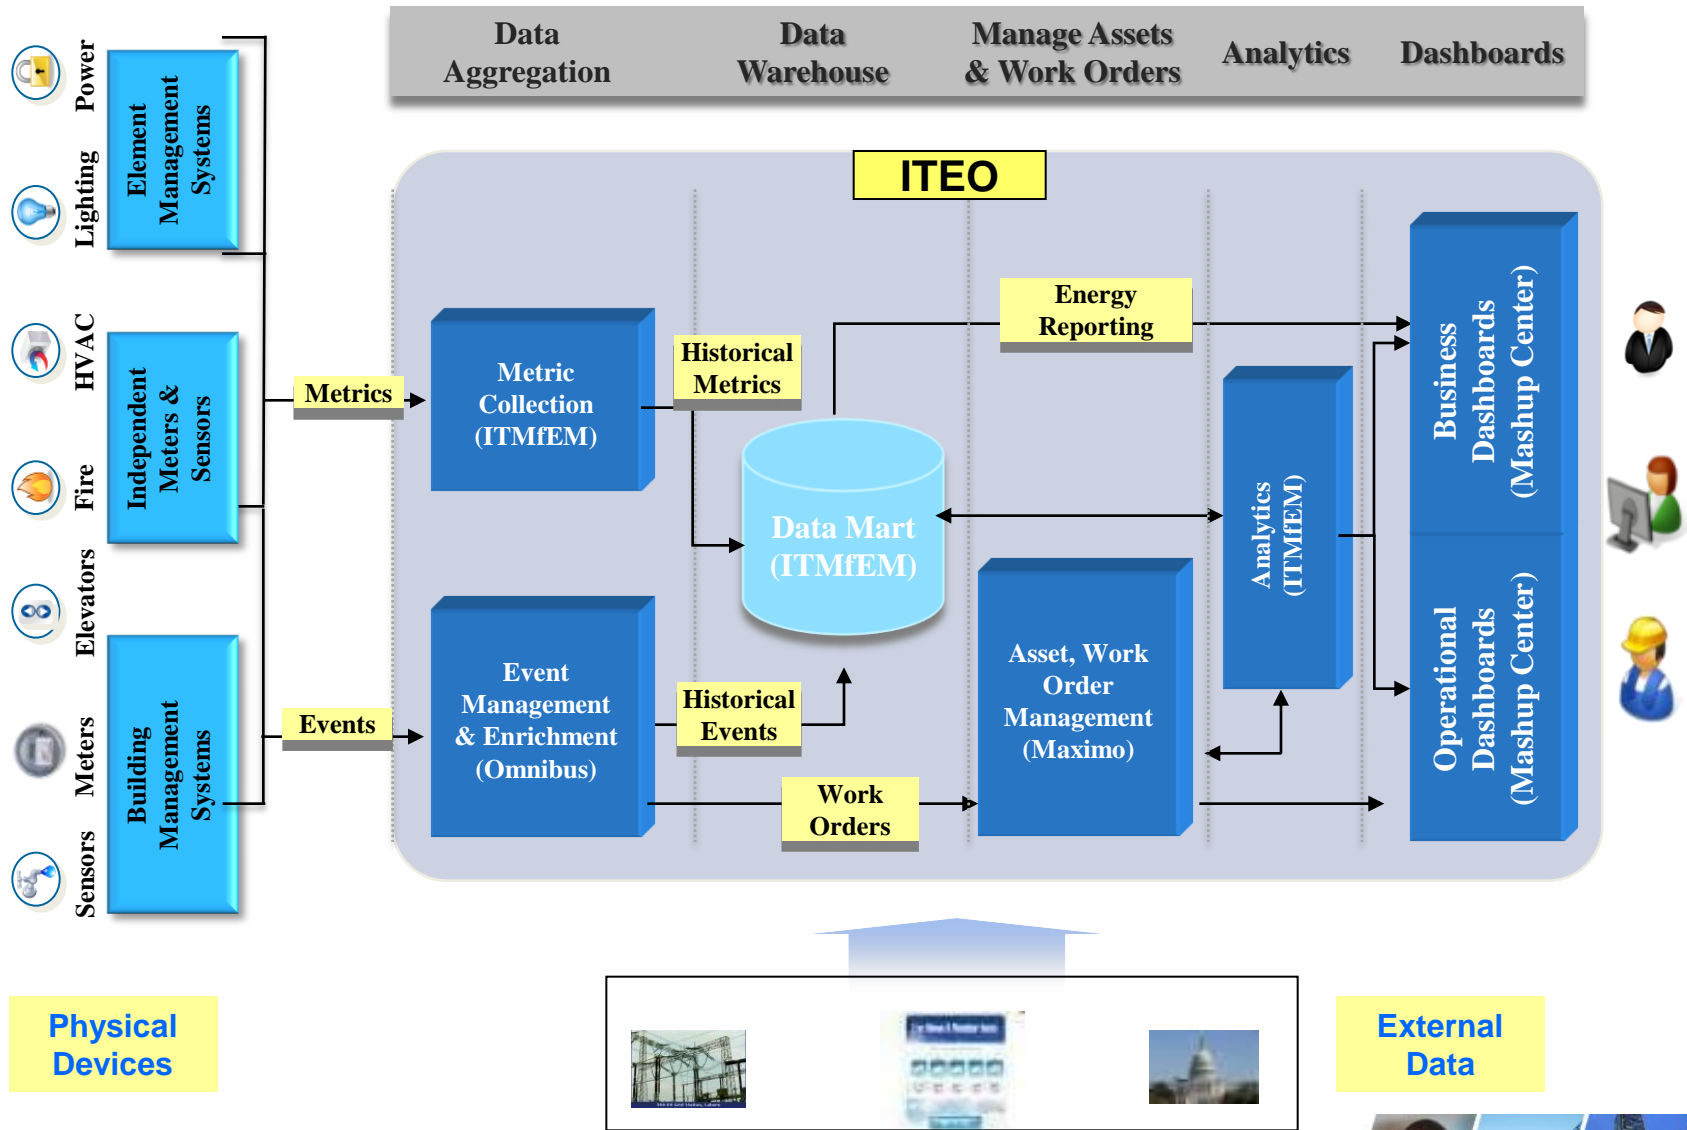 Data
Aggregation
Data
Warehouse
Manage Assets
& Work Orders
Analytics
Dashboards
Power
Lighting
HVAC
Fire
Elevators
Meters
Sensors
Element
Management
Systems
Independent
Meters &
Sensors
Building
Management
Systems
Metrics
Events
ITEO
Metric
Collection
(ITMfEM)
Event
Management
& Enrichment
(Omnibus)
Historical
Metrics
Historical
Events
Work
Orders
Data Mart
(ITMfEM)
Energy
Reporting
Asset, Work
Order
Management
(Maximo)
Analytics
(ITMfEM)
Business
Dashboards
(Mashup Center)
Operational
Dashboards
(Mashup Center)
Physical
Devices
External
Data